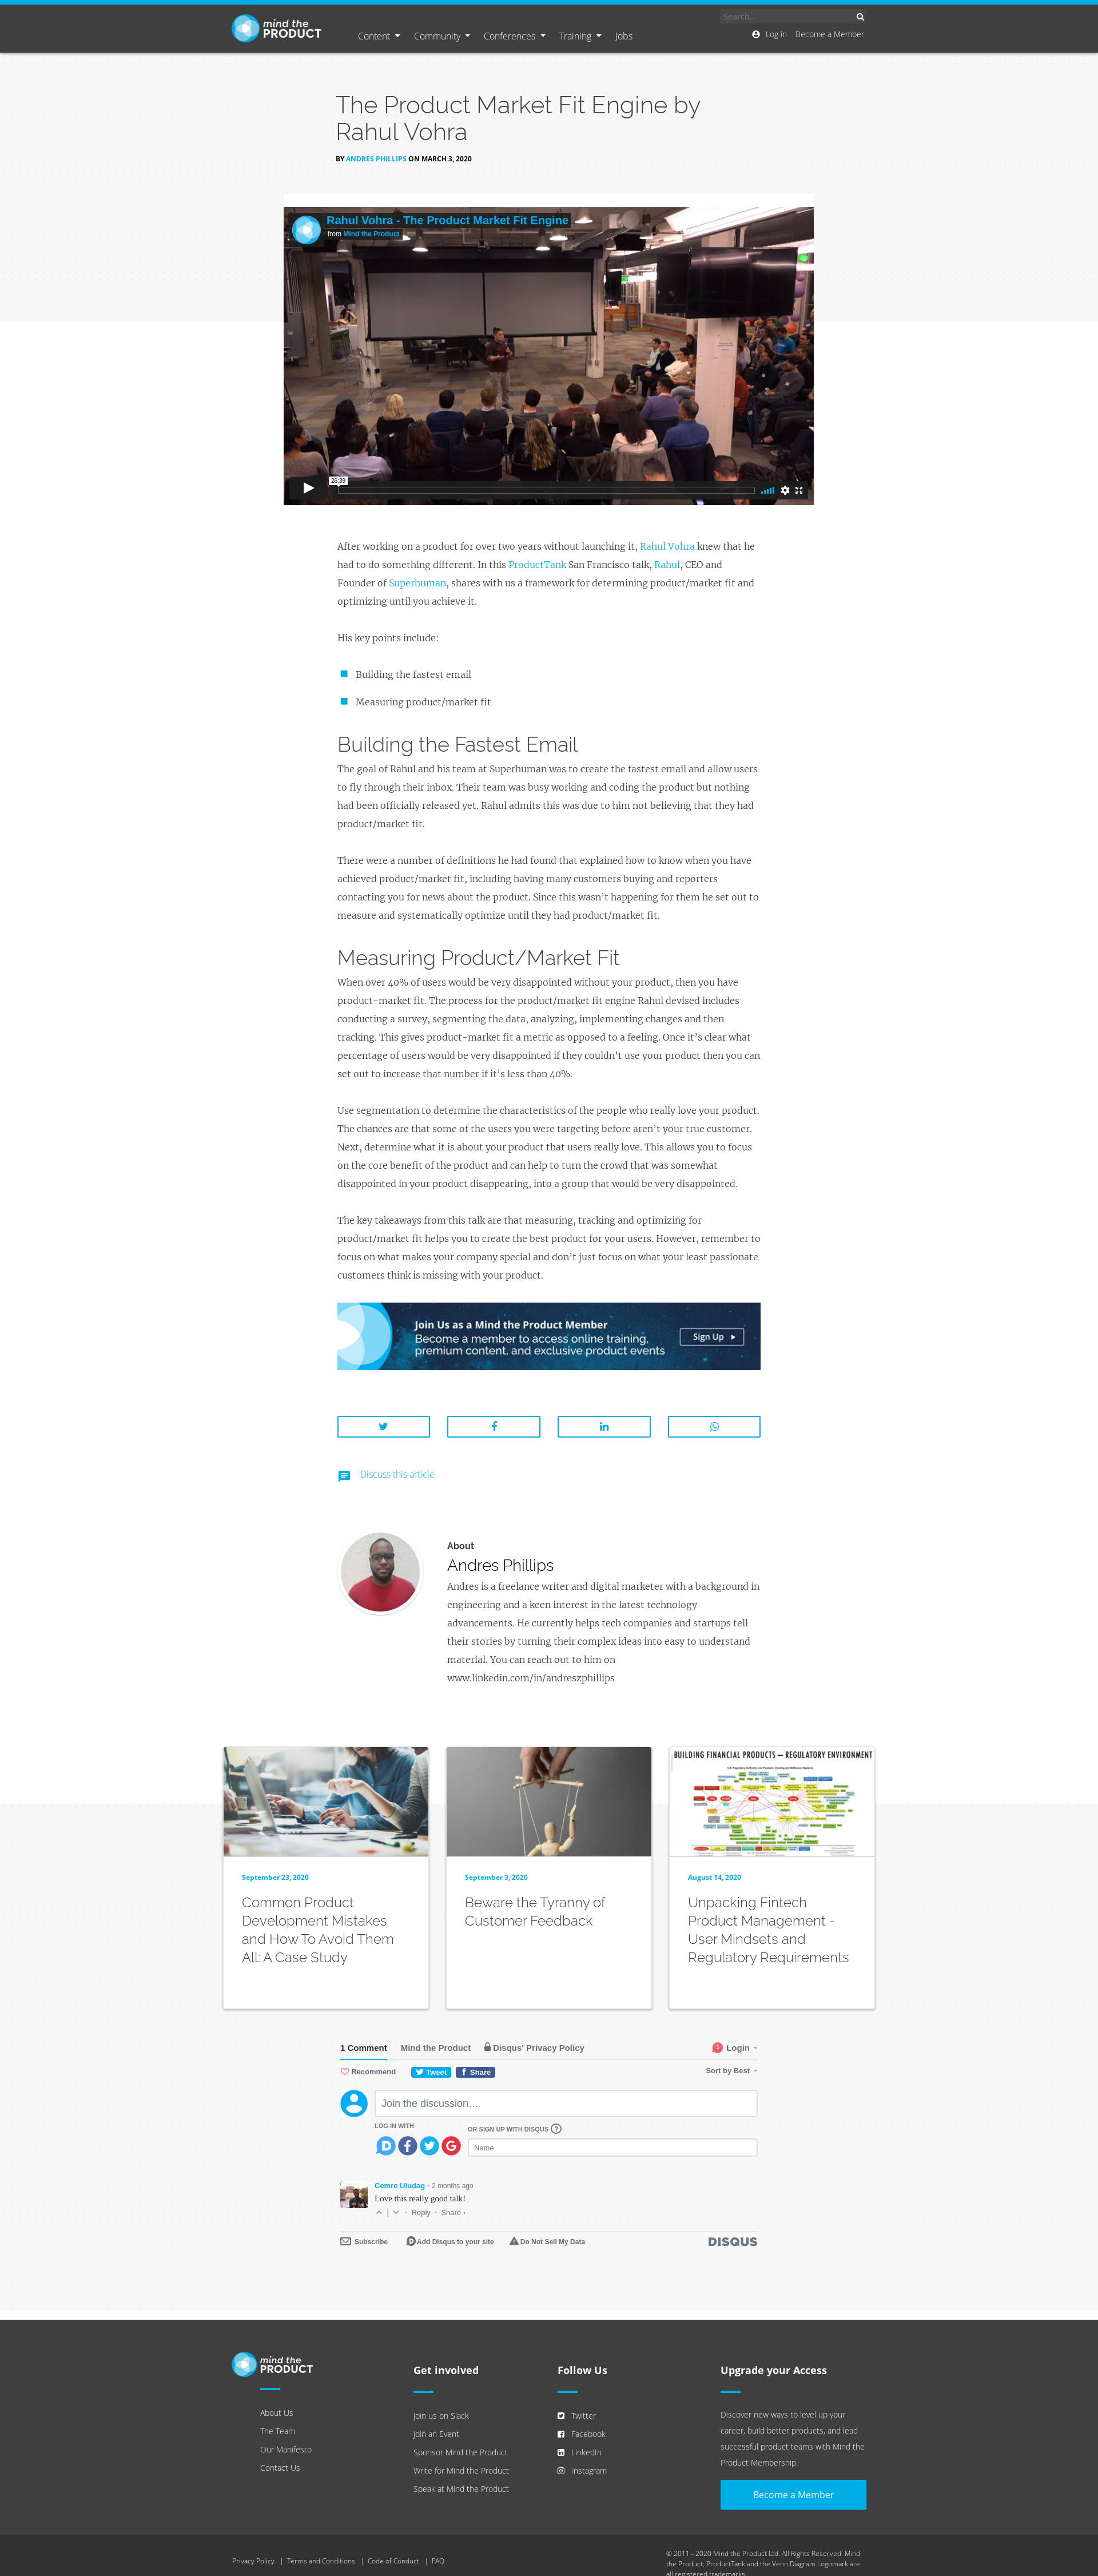 mind the
PRODUCT
Content
Community
Conferences
Training
Jobs
Search...
Log in
Become a Member
The Product Market Fit Engine by
Rahul Vohra
BY ANDRES PHILLIPS ON MARCH 3, 2020
Rahul Vohra - The Product Market Fit Engine
from Mind the Product
26:39
After working on a product for over two years without launching it, Rahul Vohra knew that he
had to do something different. In this ProductTank San Francisco talk, Rahul, CEO and
Founder of Superhuman, shares with us a framework for determining product/market fit and
optimizing until you achieve it.
His key points include:
Building the fastest email
Measuring product/market fit
Building the Fastest Email
The goal of Rahul and his team at Superhuman was to create the fastest email and allow users
to fly through their inbox. Their team was busy working and coding the product but nothing
had been officially released yet. Rahul admits this was due to him not believing that they had
product/market fit.
There were a number of definitions he had found that explained how to know when you have
achieved product/market fit, including having many customers buying and reporters
contacting you for news about the product. Since this wasn't happening for them he set out to
measure and systematically optimize until they had product/market fit.
Measuring Product/Market Fit
When over 40% of users would be very disappointed without your product, then you have
product-market fit. The process for the product/market fit engine Rahul devised includes
conducting a survey, segmenting the data, analyzing, implementing changes and then
tracking. This gives product-market fit a metric as opposed to a feeling. Once it's clear what
percentage of users would be very disappointed if they couldn't use your product then you can
set out to increase that number if it's less than 40%.
Use segmentation to determine the characteristics of the people who really love your product.
The chances are that some of the users you were targeting before aren't your true customer.
Next, determine what it is about your product that users really love. This allows you to focus
on the core benefit of the product and can help to turn the crowd that was somewhat
disappointed in your product disappearing, into a group that would be very disappointed.
The key takeaways from this talk are that measuring, tracking and optimizing for
product/market fit helps you to create the best product for your users. However, remember to
focus on what makes your company special and don't just focus on what your least passionate
customers think is missing with your product.
Join Us as a Mind the Product Member
Become a member to access online training,
premium content, and exclusive product events
Sign Up
Discuss this article
About
Andres Phillips
Andres is a freelance writer and digital marketer with a background in
engineering and a keen interest in the latest technology
advancements. He currently helps tech companies and startups tell
their stories by turning their complex ideas into easy to understand
material. You can reach out to him on
www.linkedin.com/in/andreszphillips
September 23, 2020
Common Product
Development Mistakes
and How To Avoid Them
All: A Case Study
September 3, 2020
Beware the Tyranny of
Customer Feedback
BUILDING FINANCIAL PRODUCTS — REGULATORY ENVIRONMENT
August 14, 2020
Unpacking Fintech
Product Management -
User Mindsets and
Regulatory Requirements
1 Comment
Mind the Product
Disqus' Privacy Policy
1
Login
Recommend
Tweet
Share
Sort by Best
Join the discussion…
LOG IN WITH
OR SIGN UP WITH DISQUS ?
Name
Cemre Uludag • 2 months ago
Love this really good talk!
Reply
Share ›
Subscribe
Add Disqus to your site
Do Not Sell My Data
DISQUS
mind the
PRODUCT
About Us
The Team
Our Manifesto
Contact Us
Get involved
Join us on Slack
Join an Event
Sponsor Mind the Product
Write for Mind the Product
Speak at Mind the Product
Follow Us
Twitter
Facebook
LinkedIn
Instagram
Upgrade your Access
Discover new ways to level up your
career, build better products, and lead
successful product teams with Mind the
Product Membership.
Become a Member
Privacy Policy | Terms and Conditions | Code of Conduct | FAQ
© 2011 - 2020 Mind the Product Ltd. All Rights Reserved. Mind
the Product, ProductTank and the Venn Diagram Logomark are
all registered trademarks.